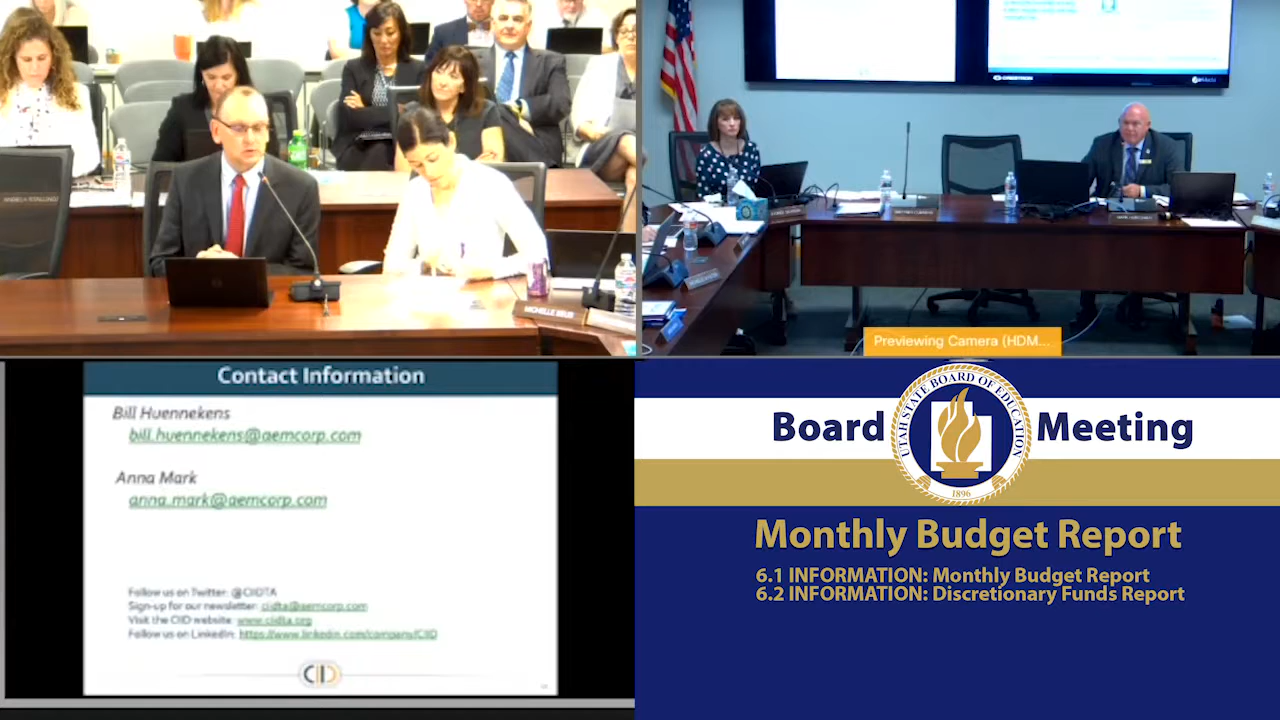 MICHELLE
Previewing Camera (HDM...
Contact Information
Bill Huennekens
bill.huennekens@aemcorp.com
Anna Mark
anna.mark@aemcorp.com
Follow us on Twitter: @CIIDTA
Sign-up for our newsletter: ciidta@aemcorp.com
Visit the CIID website: www.ciidta.org
Follow us on LinkedIn: https://www.linkedin.com/company/CIID
CIID
Board Meeting
UTAH STATE BOARD OF EDUCATION
1896
Monthly Budget Report
6.1 INFORMATION: Monthly Budget Report
6.2 INFORMATION: Discretionary Funds Report